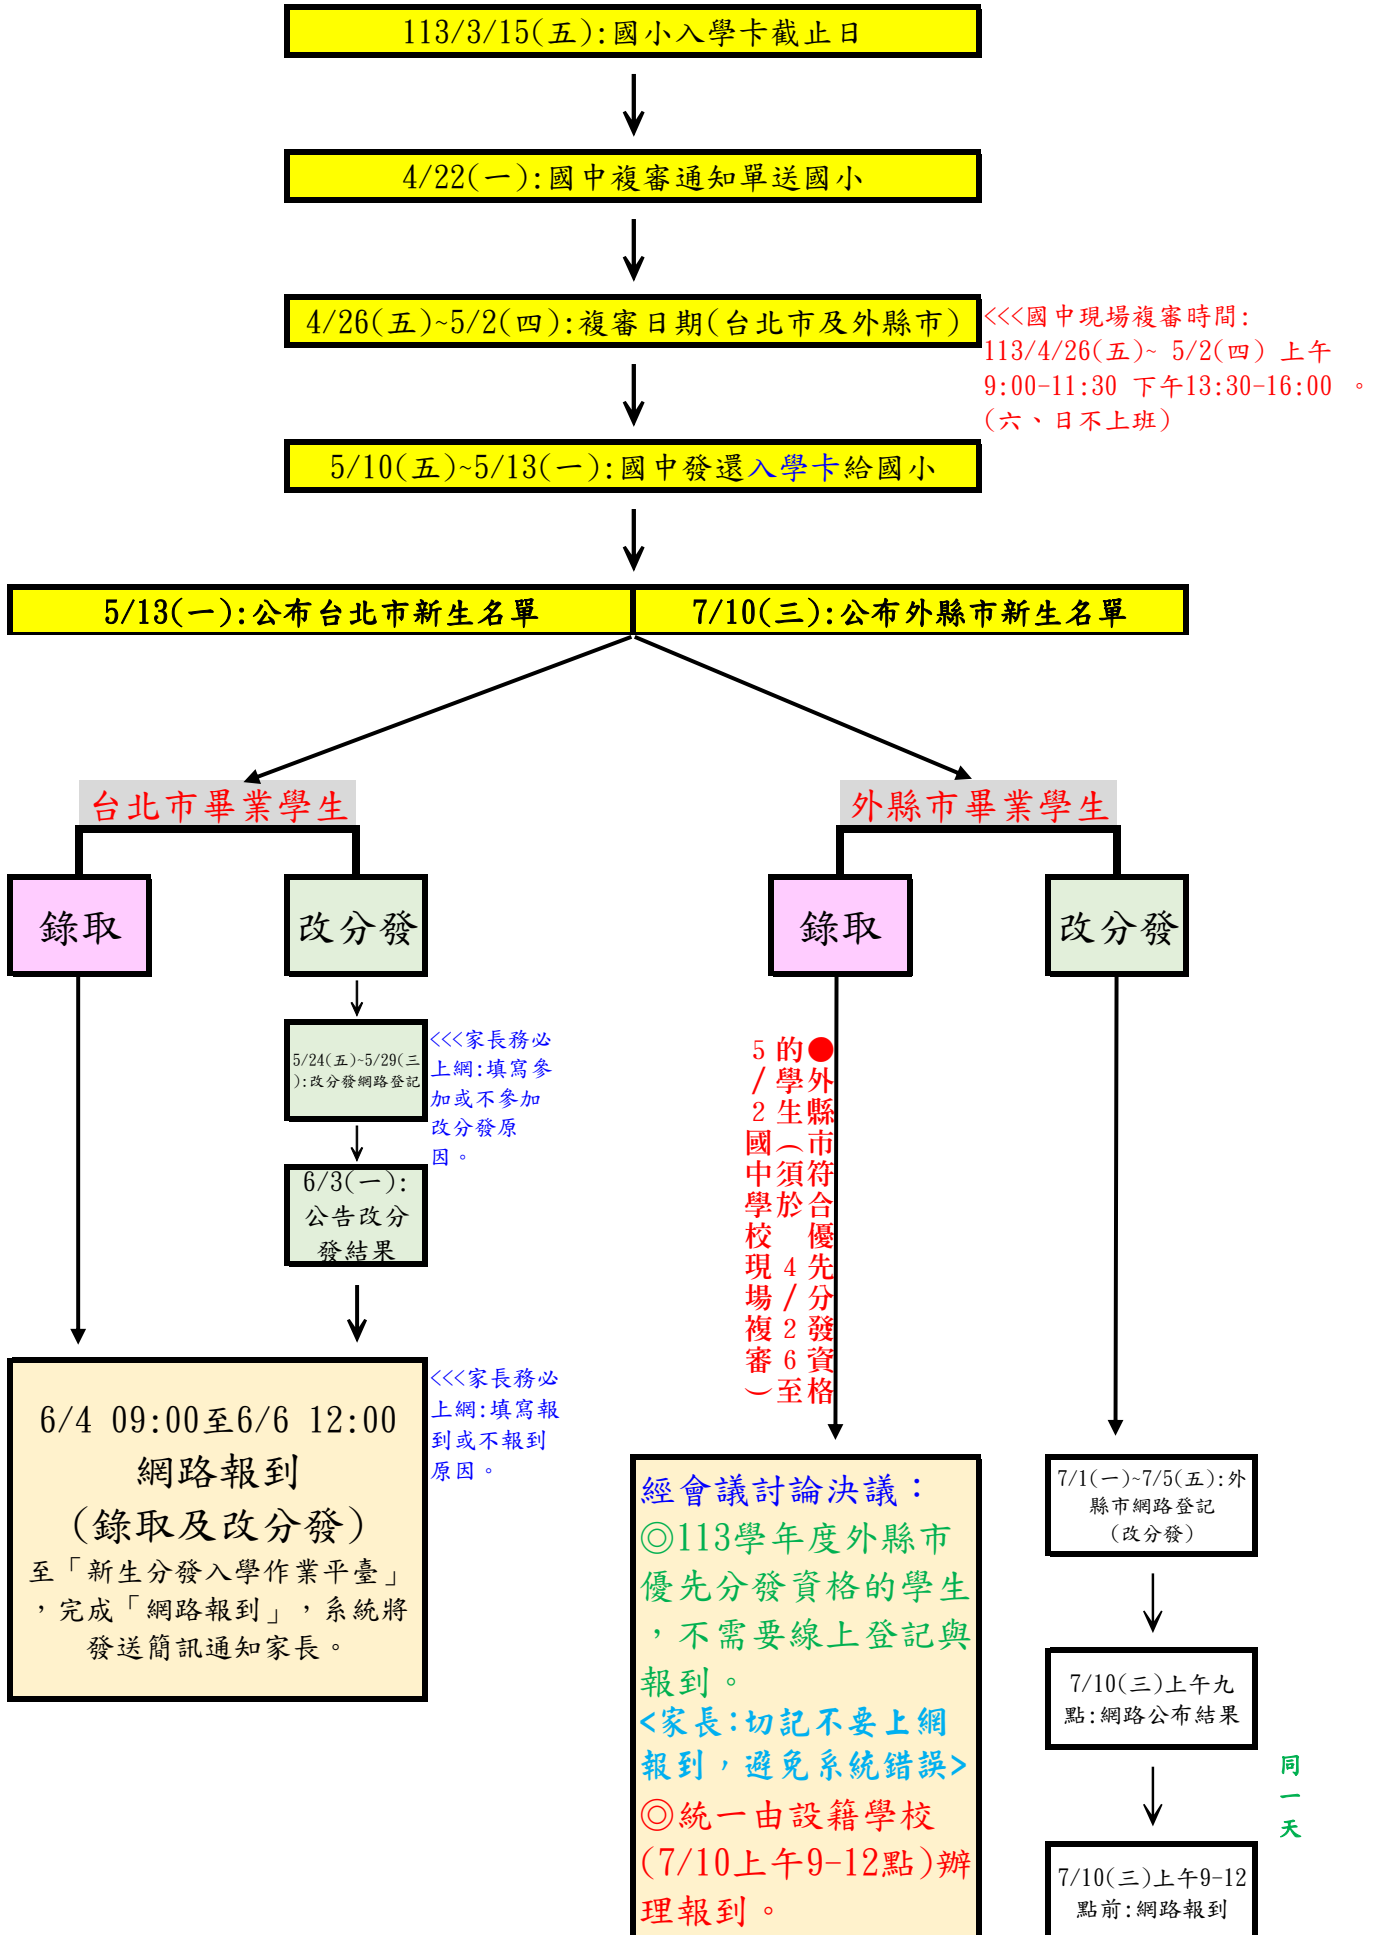 113/3/15(五):國小入學卡截止日
4/22(一):國中複審通知單送國小
4/26(五)~5/2(四):複審日期(台北市及外縣市)
<<<國中現場複審時間:
113/4/26(五)~ 5/2(四) 上午
9:00-11:30 下午13:30-16:00 。
(六、日不上班)
5/10(五)~5/13(一):國中發還入學卡給國小
5/13(一):公布台北市新生名單
7/10(三):公布外縣市新生名單
台北市畢業學生
錄取
改分發
5/24(五)~5/29(三
):改分發網路登記
<<<家長務必
上網:填寫參
加或不參加
改分發原
因。
6/3(一):
公告改分
發結果
6/4 09:00至6/6 12:00
網路報到
(錄取及改分發)
至「新生分發入學作業平臺」
,完成「網路報到」,系統將
發送簡訊通知家長。
<<<家長務必
上網:填寫報
到或不報到
原因。
外縣市畢業學生
錄取
改分發
●外縣市符合優先分發資格
的學生(須於 4/26至
5/2國中學校現場複審)
經會議討論決議：
◎113學年度外縣市
優先分發資格的學生
,不需要線上登記與
報到。
<家長:切記不要上網
報到,避免系統錯誤>
◎統一由設籍學校
(7/10上午9-12點)辦
理報到。
7/1(一)~7/5(五):外
縣市網路登記
(改分發)
7/10(三)上午九
點:網路公布結果
同一天
7/10(三)上午9-12
點前:網路報到